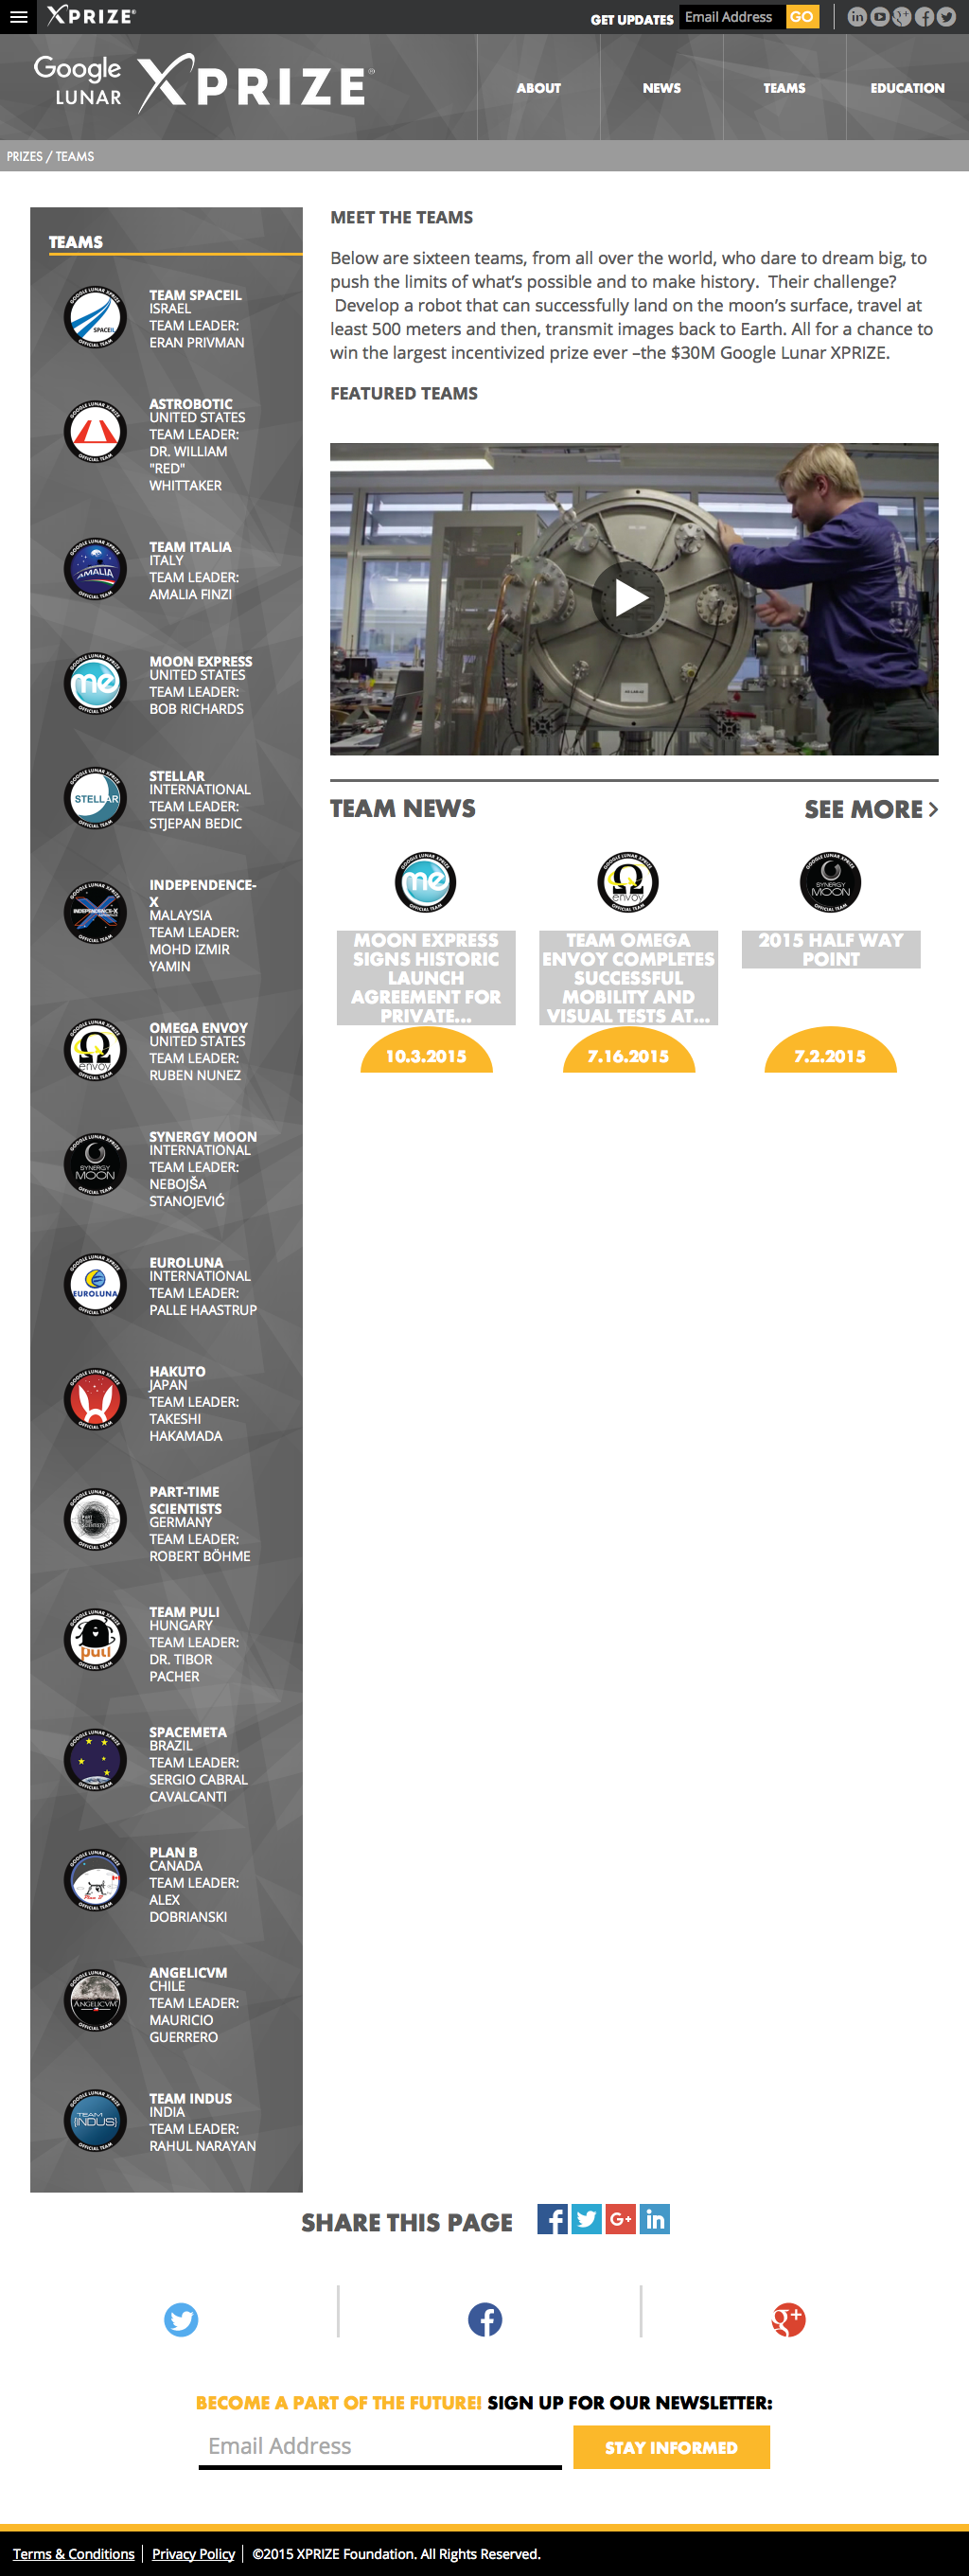 XPRIZE®
GET UPDATES
Email Address
GO
Google
LUNAR
XPRIZE®
ABOUT
NEWS
TEAMS
EDUCATION
PRIZES / TEAMS
TEAMS
TEAM SPACEIL
ISRAEL
TEAM LEADER:
ERAN PRIVMAN
ASTROBOTIC
UNITED STATES
TEAM LEADER:
DR. WILLIAM
"RED"
WHITTAKER
TEAM ITALIA
ITALY
TEAM LEADER:
AMALIA FINZI
MOON EXPRESS
UNITED STATES
TEAM LEADER:
BOB RICHARDS
STELLAR
INTERNATIONAL
TEAM LEADER:
STJEPAN BEDIC
INDEPENDENCE-
X
MALAYSIA
TEAM LEADER:
MOHD IZMIR
YAMIN
OMEGA ENVOY
UNITED STATES
TEAM LEADER:
RUBEN NUNEZ
SYNERGY MOON
INTERNATIONAL
TEAM LEADER:
NEBOJŠA
STANOJEVIĆ
EUROLUNA
INTERNATIONAL
TEAM LEADER:
PALLE HAASTRUP
HAKUTO
JAPAN
TEAM LEADER:
TAKESHI
HAKAMADA
PART-TIME
SCIENTISTS
GERMANY
TEAM LEADER:
ROBERT BÖHME
TEAM PULI
HUNGARY
TEAM LEADER:
DR. TIBOR
PACHER
SPACEMETA
BRAZIL
TEAM LEADER:
SERGIO CABRAL
CAVALCANTI
PLAN B
CANADA
TEAM LEADER:
ALEX
DOBRIANSKI
ANGELICVM
CHILE
TEAM LEADER:
MAURICIO
GUERRERO
TEAM INDUS
INDIA
TEAM LEADER:
RAHUL NARAYAN
MEET THE TEAMS
Below are sixteen teams, from all over the world, who dare to dream big, to
push the limits of what’s possible and to make history.  Their challenge?
Develop a robot that can successfully land on the moon’s surface, travel at
least 500 meters and then, transmit images back to Earth. All for a chance to
win the largest incentivized prize ever –the $30M Google Lunar XPRIZE.
FEATURED TEAMS
TEAM NEWS
SEE MORE
MOON EXPRESS
SIGNS HISTORIC
LAUNCH
AGREEMENT FOR
PRIVATE...
10.3.2015
TEAM OMEGA
ENVOY COMPLETES
SUCCESSFUL
MOBILITY AND
VISUAL TESTS AT...
7.16.2015
2015 HALF WAY
POINT
7.2.2015
SHARE THIS PAGE
BECOME A PART OF THE FUTURE! SIGN UP FOR OUR NEWSLETTER:
Email Address
STAY INFORMED
Terms & Conditions
Privacy Policy
©2015 XPRIZE Foundation. All Rights Reserved.